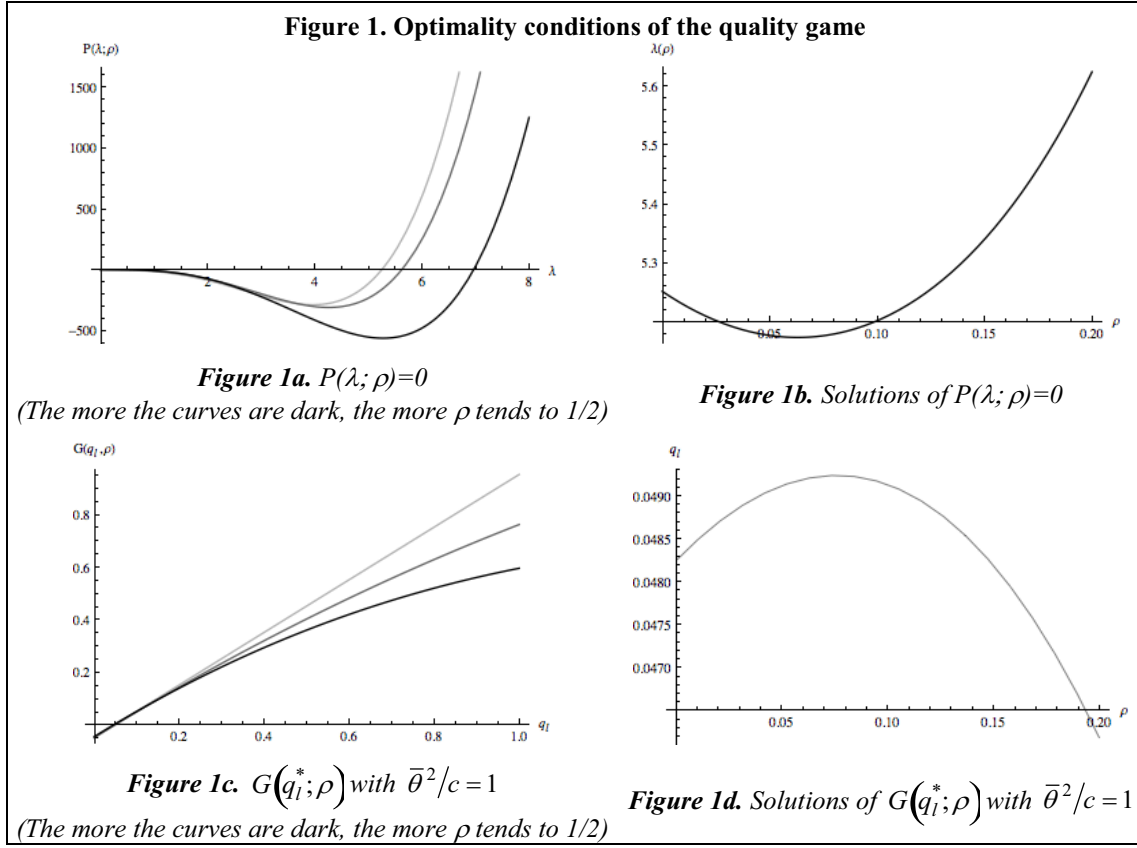 Figure 1. Optimality conditions of the quality game
P(λ;ρ)
1500
1000
500
−500
2
4
6
8
λ
Figure 1a. P(λ; ρ)=0
(The more the curves are dark, the more ρ tends to 1/2)
λ(ρ)
5.6
5.5
5.4
5.3
0.05
0.10
0.15
0.20
ρ
Figure 1b. Solutions of P(λ; ρ)=0
G(q_l,ρ)
0.8
0.6
0.4
0.2
0.2
0.4
0.6
0.8
1.0
q_l
Figure 1c. G(q_l^*; ρ) with θ̄²/c = 1
(The more the curves are dark, the more ρ tends to 1/2)
q_l
0.0490
0.0485
0.0480
0.0475
0.0470
0.05
0.10
0.15
0.20
ρ
Figure 1d. Solutions of G(q_l^*; ρ) with θ̄²/c = 1